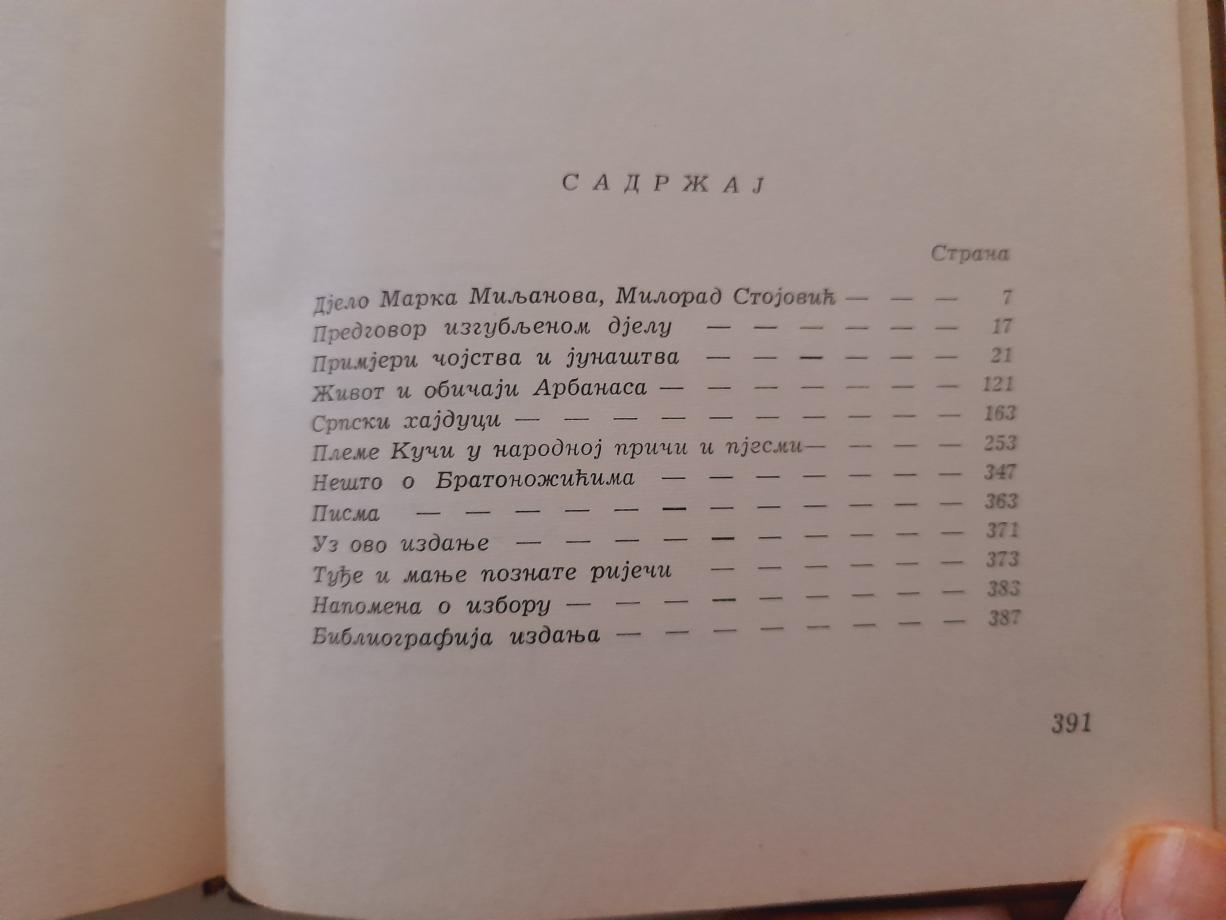 САДРЖАЈ
Страна
Дјело Марка Миљанова, Милорад Стојовић — — — 7
Предговор изгубљеном дјелу — — — — — — 17
Примјери чојства и јунаштва — — — — — — 21
Живот и обичаји Арбанаса — — — — — — — 121
Српски хајдуци — — — — — — — — — — 163
Племе Кучи у народној причи и пјесми — — — — 253
Нешто о Братоножићима — — — — — — — 347
Писма — — — — — — — — — — — — 363
Уз ово издање — — — — — — — — — — 371
Туђе и мање познате ријечи — — — — — — 373
Напомена о избору — — — — — — — — — 383
Библиографија издања — — — — — — — — 387
391